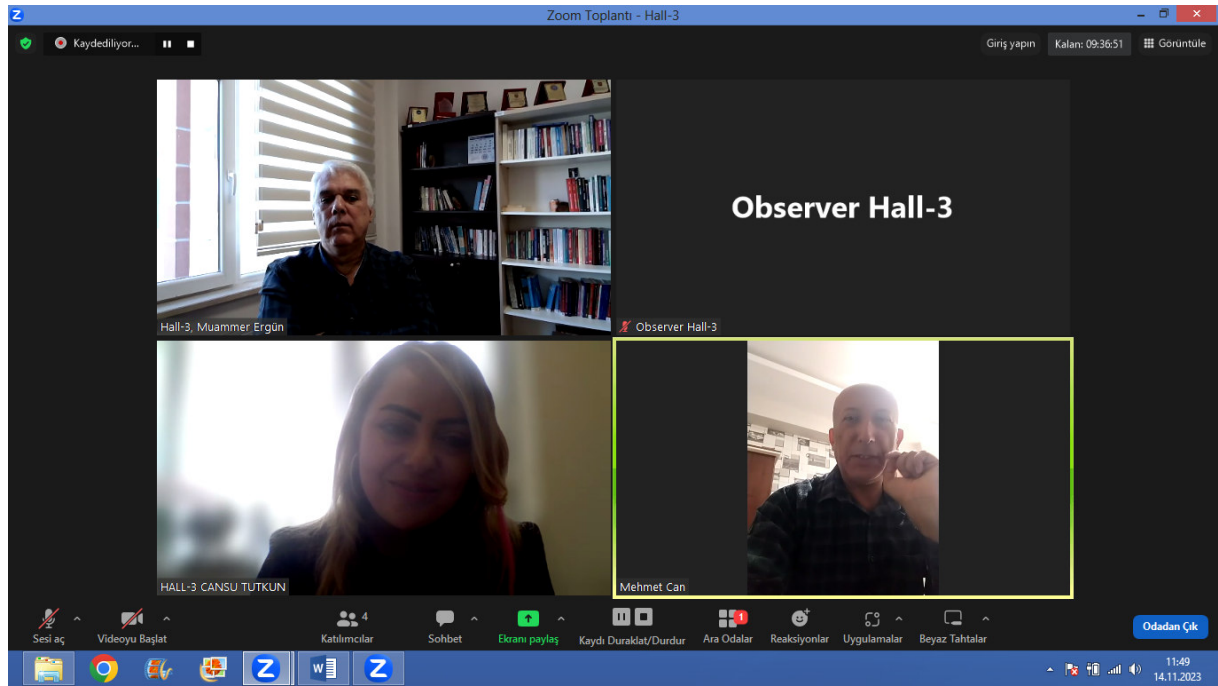 Zoom Toplantı - Hall-3
Kaydediliyor...
Giriş yapın
Kalan: 09:36:51
Görüntüle
Hall-3, Muammer Ergün
Observer Hall-3
Observer Hall-3
HALL-3 CANSU TUTKUN
Mehmet Can
Sesi aç
Videoyu Başlat
4
Katılımcılar
Sohbet
Ekranı paylaş
Kaydı Duraklat/Durdur
1
Ara Odalar
Reaksiyonlar
Uygulamalar
Beyaz Tahtalar
Odadan Çık
11:49
14.11.2023